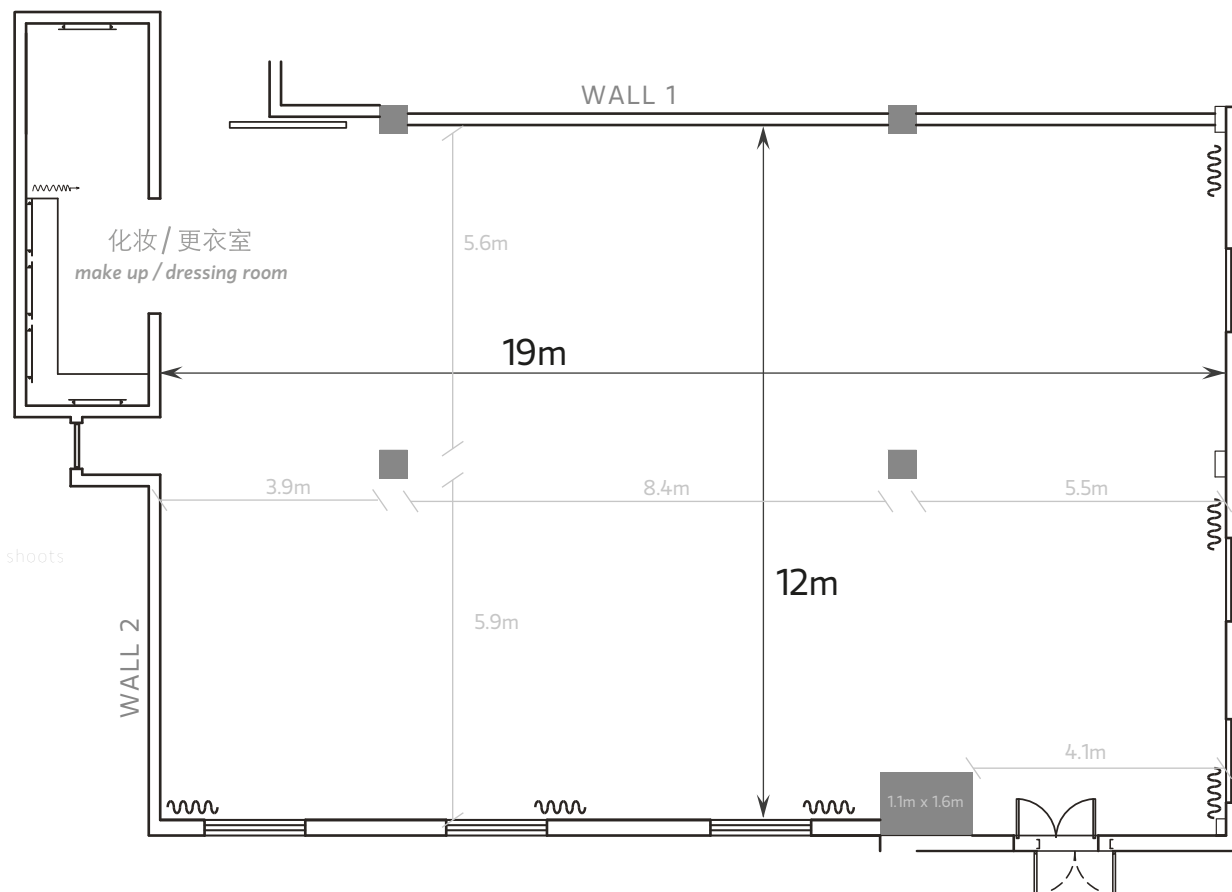 WALL 1
化妆 / 更衣室
make up / dressing room
5.6m
19m
3.9m
8.4m
5.5m
shoots
12m
5.9m
WALL 2
4.1m
1.1m x 1.6m